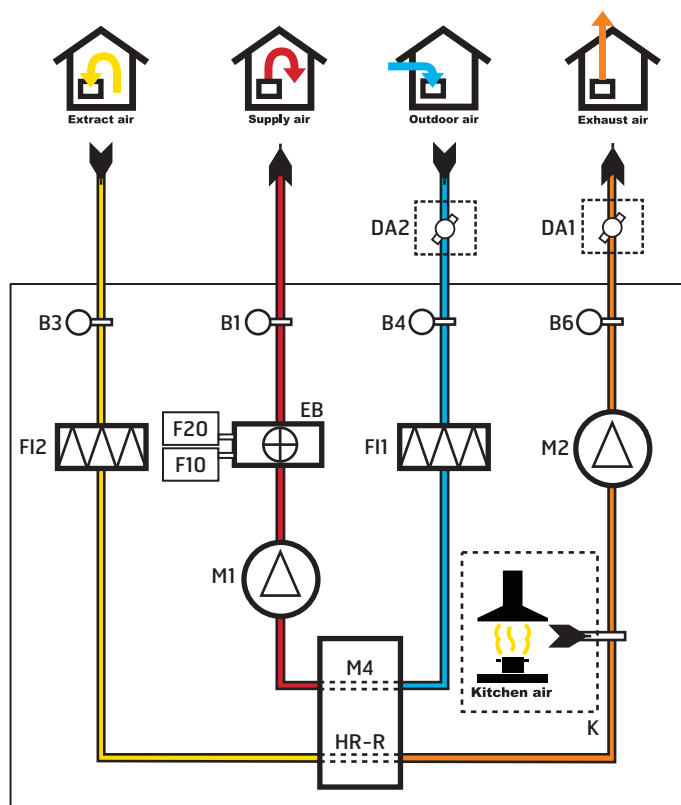 Extract air
Supply air
Outdoor air
Exhaust air
DA2
DA1
B3
B1
B4
B6
EB
F20
FI2
F10
FI1
M2
M1
M4
Kitchen air
K
HR-R